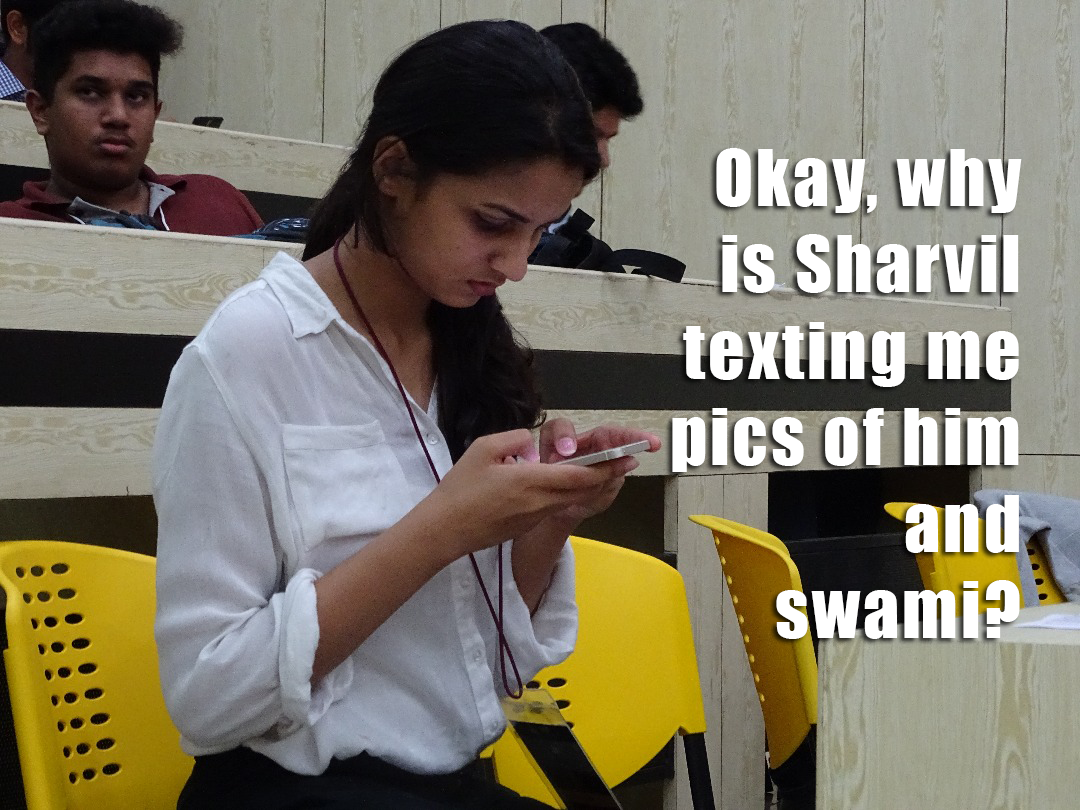 Okay, why
is Sharvil
texting me
pics of him
and
swami?